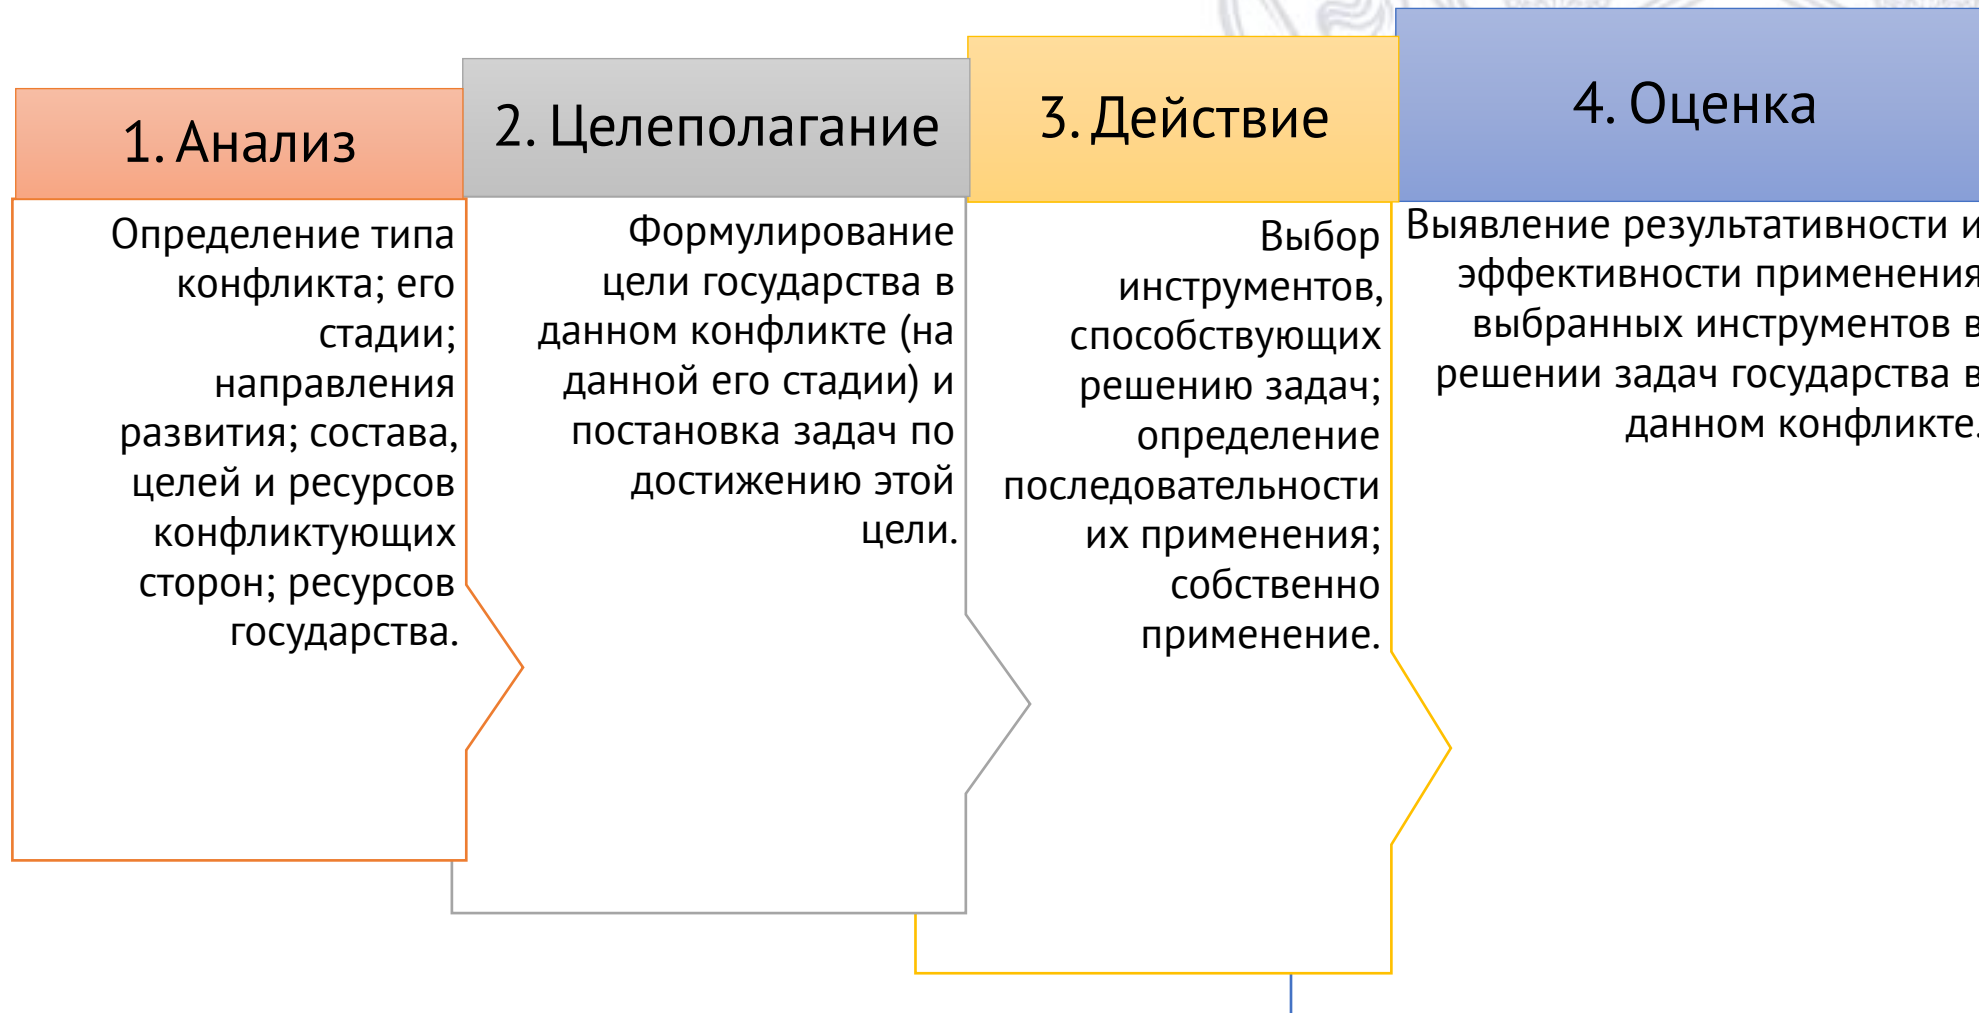 1. Анализ
Определение типа
конфликта; его
стадии;
направления
развития; состава,
целей и ресурсов
конфликтующих
сторон; ресурсов
государства.
2. Целеполагание
Формулирование
цели государства в
данном конфликте (на
данной его стадии) и
постановка задач по
достижению этой
цели.
3. Действие
Выбор
инструментов,
способствующих
решению задач;
определение
последовательности
их применения;
собственно
применение.
4. Оценка
Выявление результативности и
эффективности применения
выбранных инструментов в
решении задач государства в
данном конфликте.